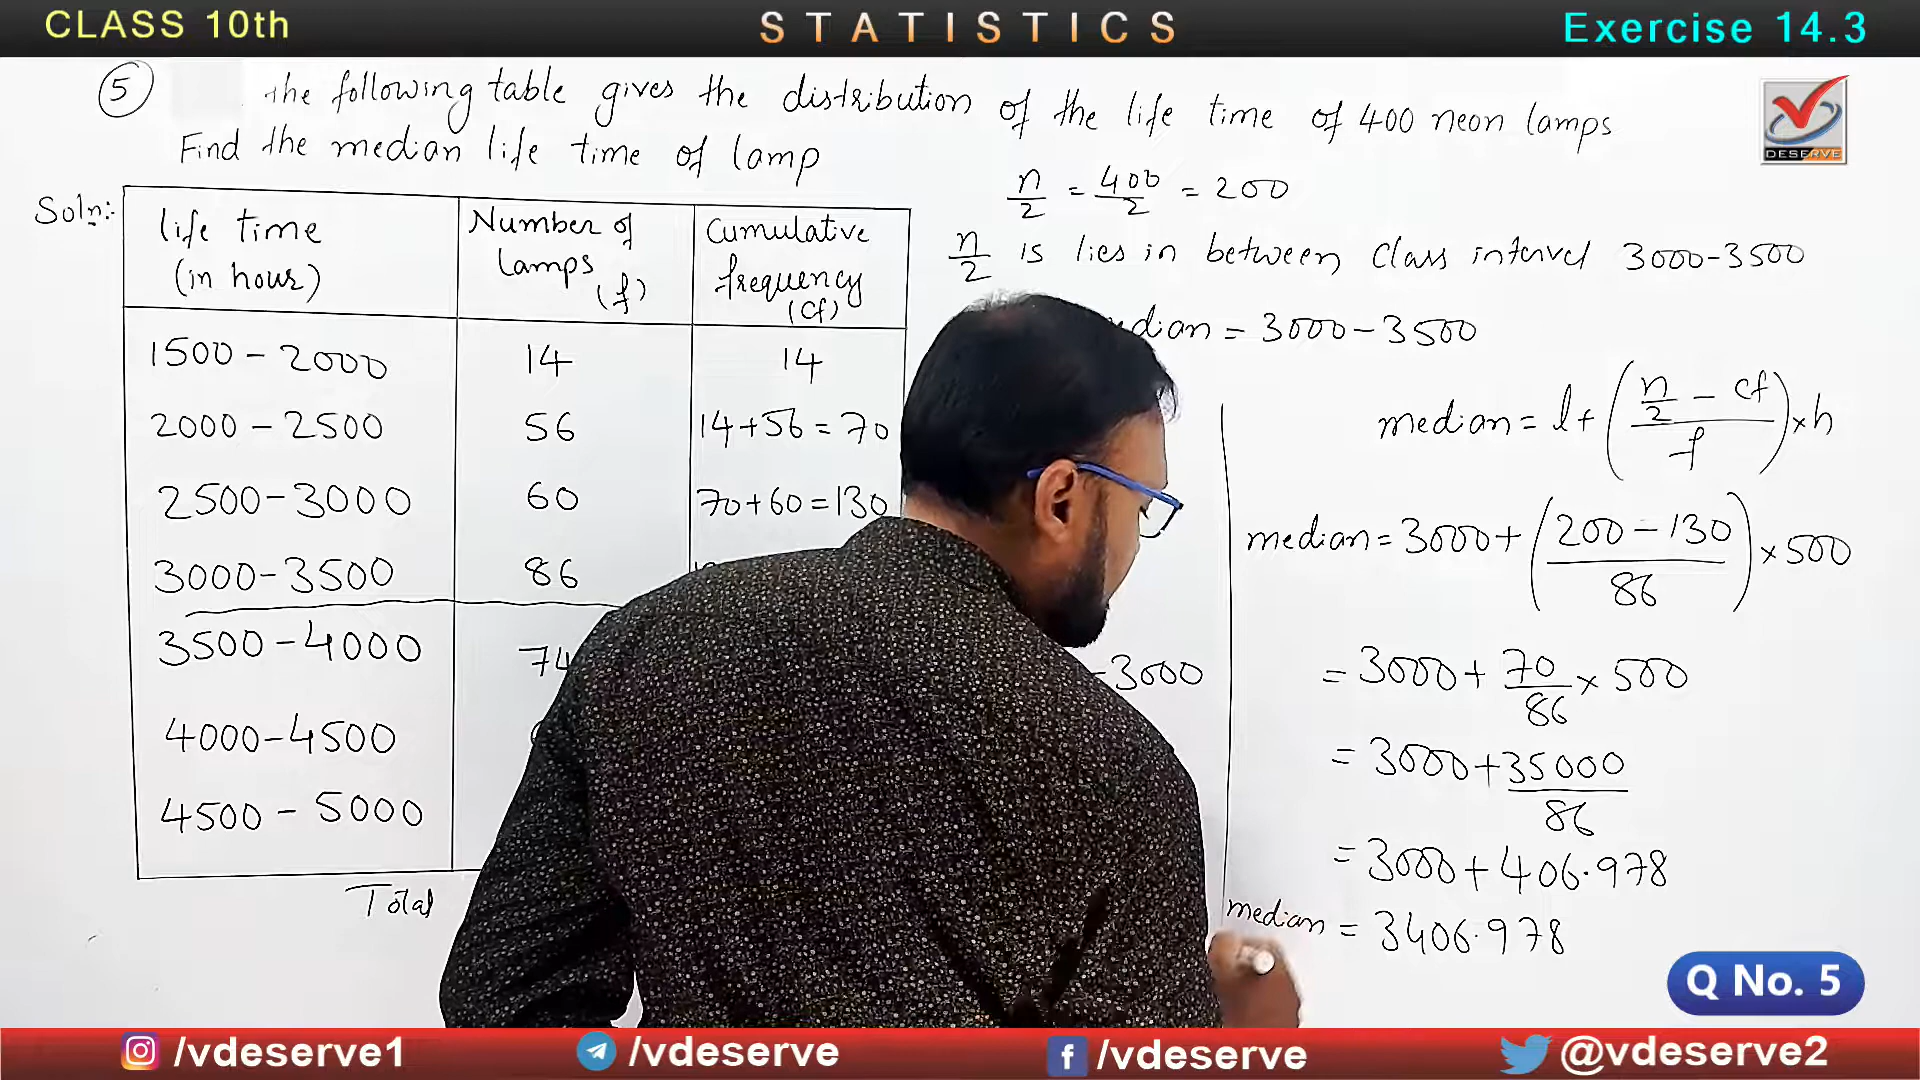 CLASS 10th
STATISTICS
Exercise 14.3
5 the following table gives the distribution of the life time of 400 neon lamps
Find the median life time of lamp
DESERVE
Soln:-
life time (in hour)
Number of lamps (f)
Cumulative frequency (cf)
1500 - 2000 14 14
2000 - 2500 56 14+56 = 70
2500-3000 60 70+60=130
3000-3500 86
3500-4000 74
4000-4500
4500 - 5000
Total
n/2 = 400/2 = 200
n/2 is lies in between Class interval 3000-3500
dian = 3000-3500
-3000
median = l+ (n/2 - cf / f) ×h
median = 3000+ (200-130 / 86) ×500
= 3000+ 70/86 × 500
= 3000+ 35000/86
= 3000+ 406.978
median = 3406.978
Q No. 5
/vdeserve1
/vdeserve
/vdeserve
@vdeserve2